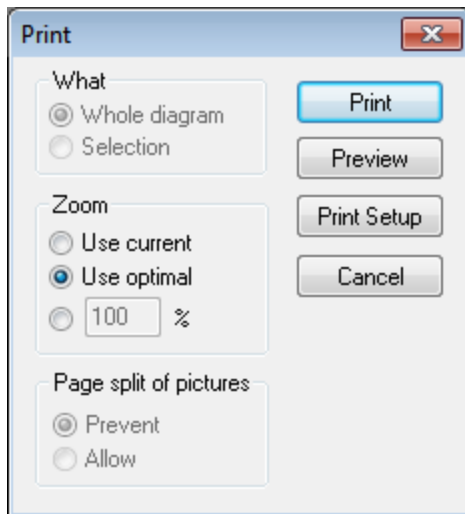 Print
What
Whole diagram
Selection
Zoom
Use current
Use optimal
100 %
Page split of pictures
Prevent
Allow
Print
Preview
Print Setup
Cancel